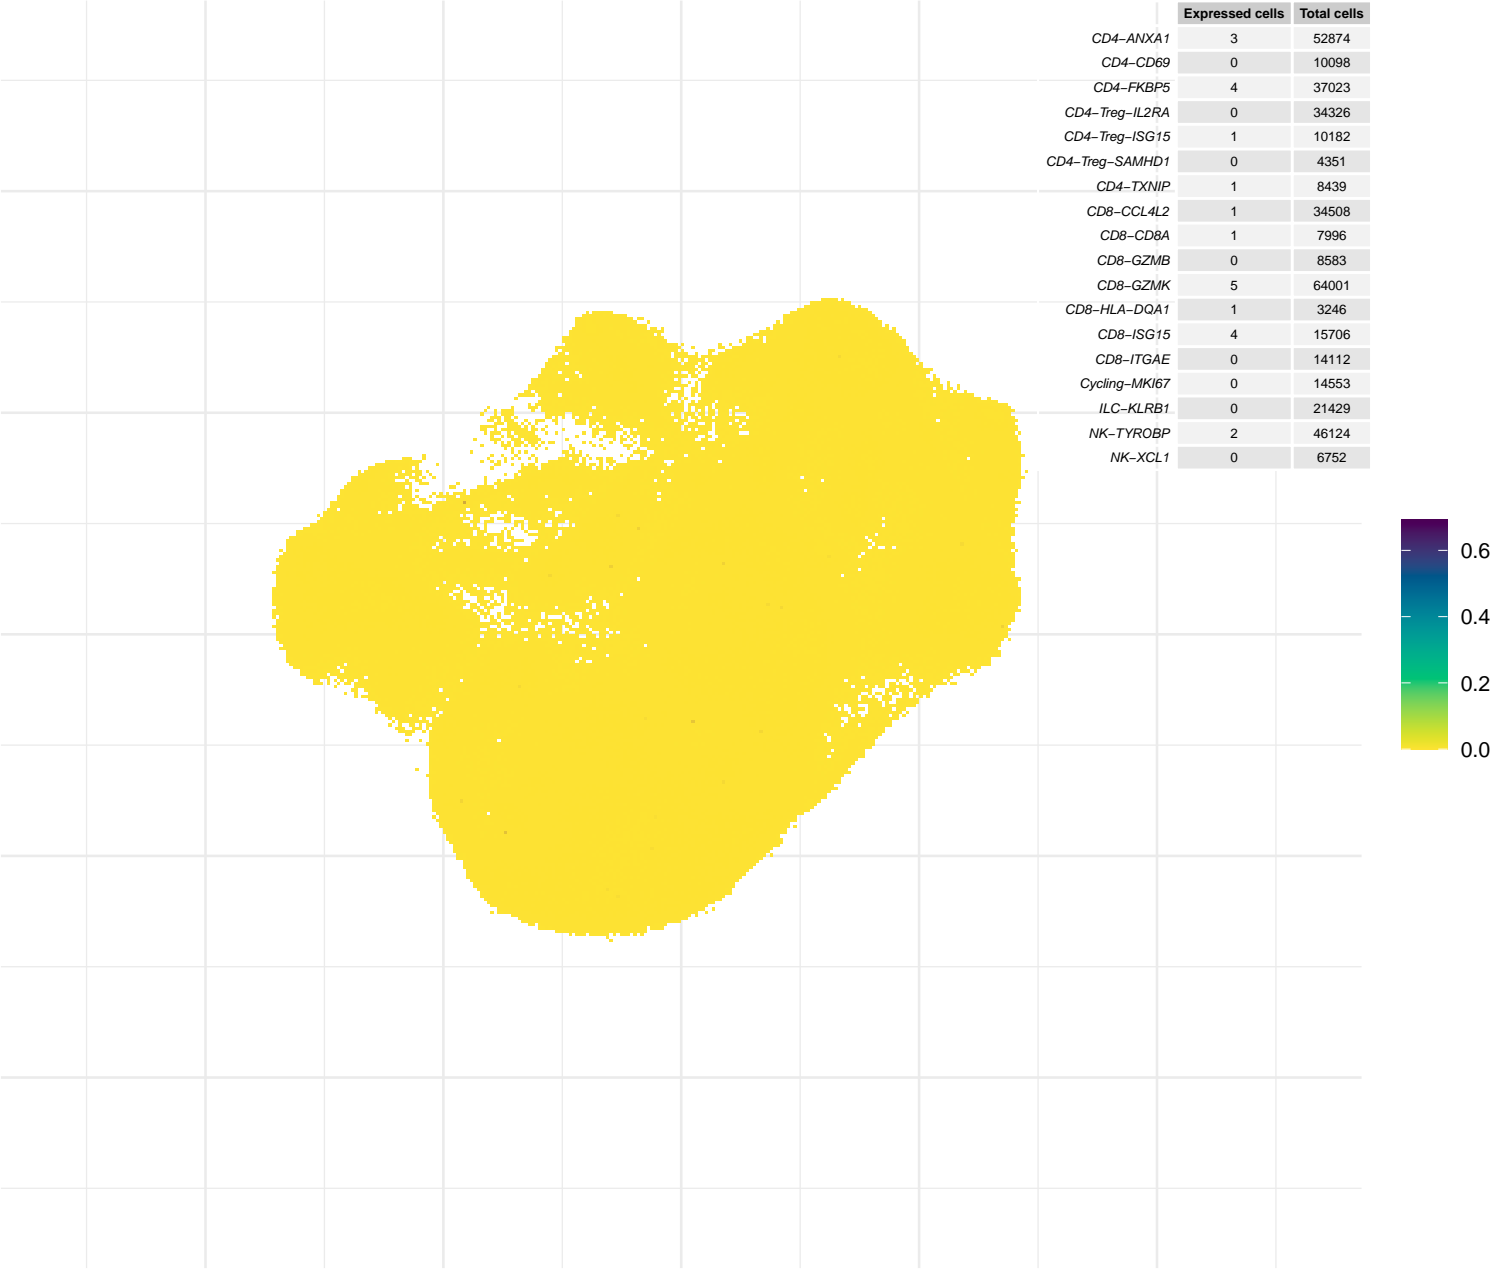 Expressed cells Total cells
CD4−ANXA1 3 52874
CD4−CD69 0 10098
CD4−FKBP5 4 37023
CD4−Treg−IL2RA 0 34326
CD4−Treg−ISG15 1 10182
CD4−Treg−SAMHD1 0 4351
CD4−TXNIP 1 8439
CD8−CCL4L2 1 34508
CD8−CD8A 1 7996
CD8−GZMB 0 8583
CD8−GZMK 5 64001
CD8−HLA−DQA1 1 3246
CD8−ISG15 4 15706
CD8−ITGAE 0 14112
Cycling−MKI67 0 14553
ILC−KLRB1 0 21429
NK−TYROBP 2 46124
NK−XCL1 0 6752
0.6
0.4
0.2
0.0